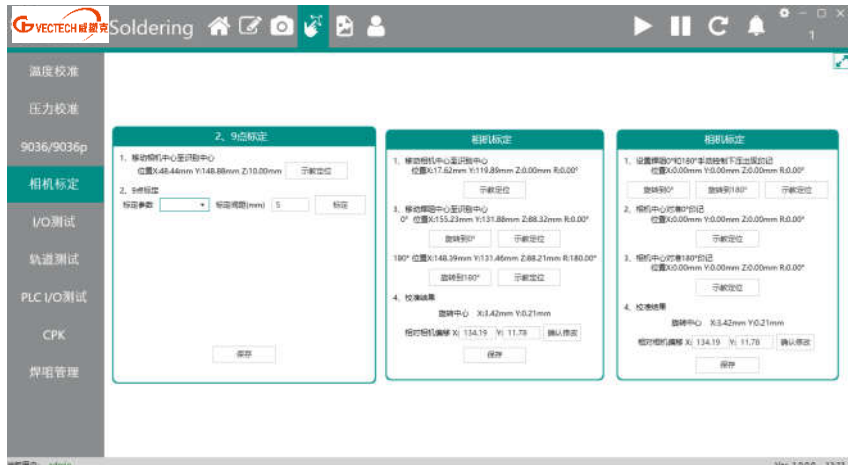 VECTECH威塑克 Soldering
1
温度校准
压力校准
9036/9036p
相机标定
I/O测试
轨道测试
PLC I/O测试
CPK
焊咀管理
2、9点标定
1、移动相机中心至识别中心
位置X:48.44mm Y:148.88mm Z:10.00mm 示教定位
2、9点标定
标定参数 标定间距(mm) 5 标定
保存
相机标定
1、移动相机中心至识别中心
位置X:17.62mm Y:119.89mm Z:0.00mm R:0.00°
示教定位
3、移动焊咀中心至识别中心
0° 位置X:155.23mm Y:131.88mm Z:88.32mm R:0.00°
旋转到0° 示教定位
180° 位置X:148.39mm Y:131.46mm Z:88.21mm R:180.00°
旋转到180° 示教定位
4、校准结果
旋转中心 X:3.42mm Y:0.21mm
相对相机偏移 X: 134.19 Y: 11.78 确认修改
保存
相机标定
1、设置焊咀0°和180°手动控制下压出现印记
位置X:0.00mm Y:0.00mm Z:0.00mm R:0.00°
旋转到0° 旋转到180° 示教定位
2、相机中心对准0°印记
位置X:0.00mm Y:0.00mm Z:0.00mm R:0.00°
示教定位
3、相机中心对准180°印记
位置X:0.00mm Y:0.00mm Z:0.00mm R:0.00°
示教定位
4、校准结果
旋转中心 X:3.42mm Y:0.21mm
相对相机偏移 X: 134.19 Y: 11.78 确认修改
保存